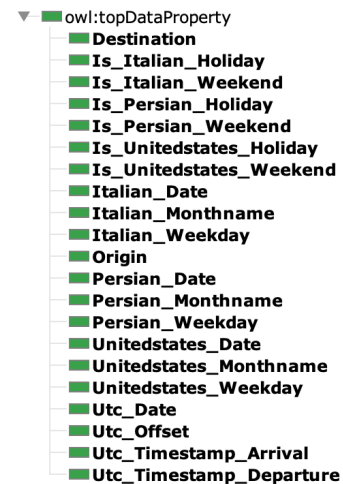 owl:topDataProperty
Destination
Is_Italian_Holiday
Is_Italian_Weekend
Is_Persian_Holiday
Is_Persian_Weekend
Is_Unitedstates_Holiday
Is_Unitedstates_Weekend
Italian_Date
Italian_Monthname
Italian_Weekday
Origin
Persian_Date
Persian_Monthname
Persian_Weekday
Unitedstates_Date
Unitedstates_Monthname
Unitedstates_Weekday
Utc_Date
Utc_Offset
Utc_Timestamp_Arrival
Utc_Timestamp_Departure